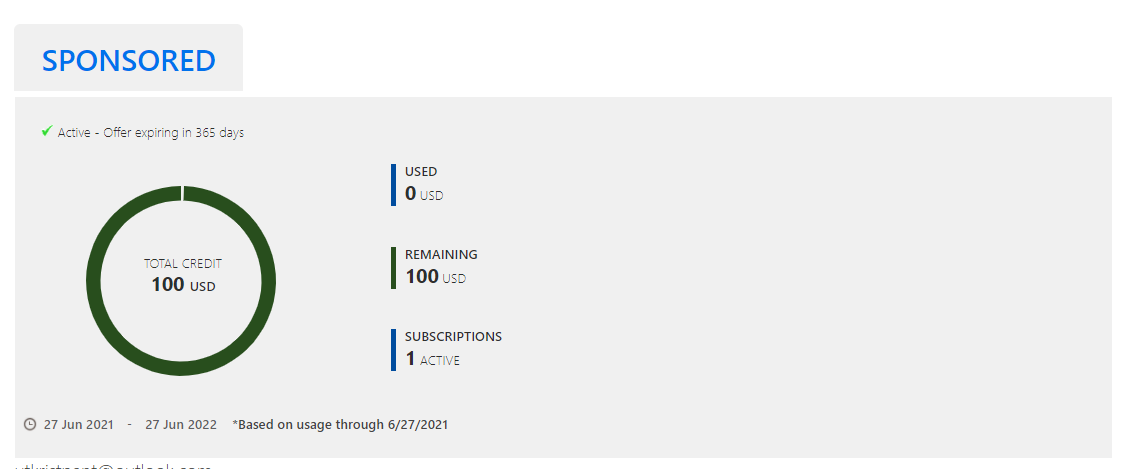 SPONSORED
Active - Offer expiring in 365 days
TOTAL CREDIT
100 USD
USED
0 USD
REMAINING
100 USD
SUBSCRIPTIONS
1 ACTIVE
27 Jun 2021 - 27 Jun 2022 *Based on usage through 6/27/2021